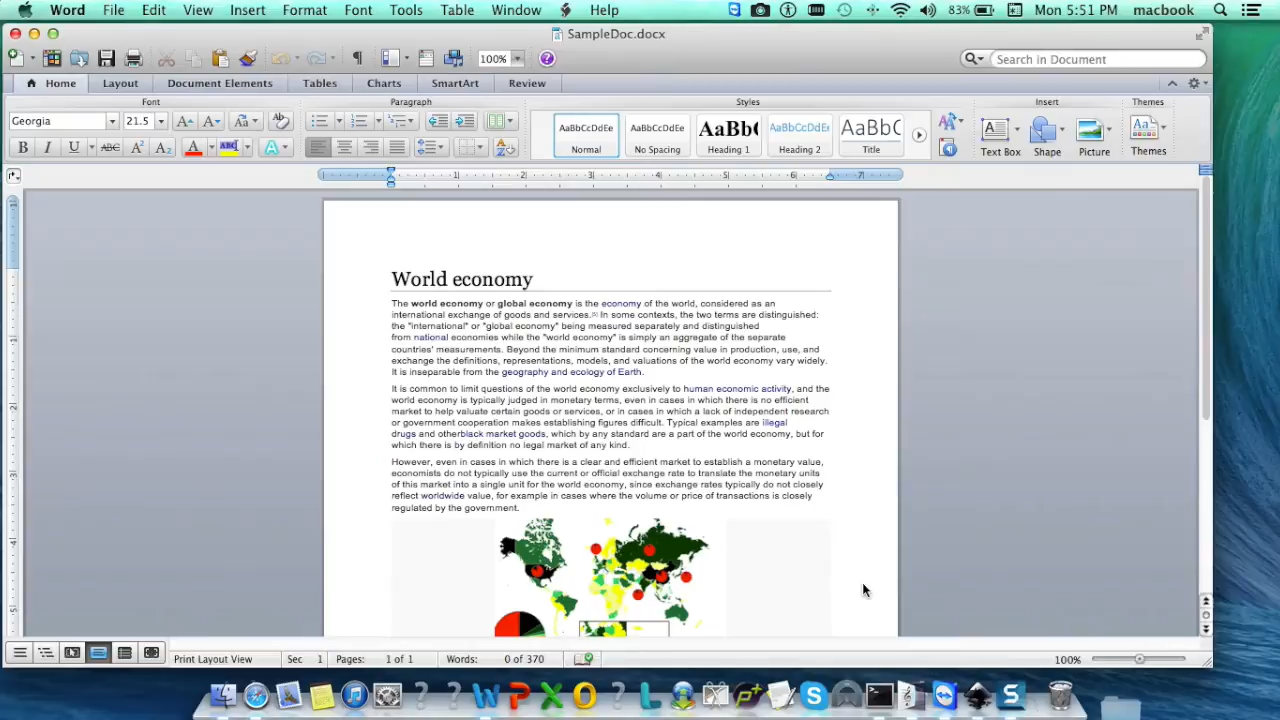 Word File Edit View Insert Format Font Tools Table Window Help 83% Mon 5:51 PM macbook
SampleDoc.docx
100% Search in Document
Home Layout Document Elements Tables Charts SmartArt Review
Font Paragraph Styles Insert Themes
Georgia 21.5 Aa
AaBbCcDdEe AaBbCcDdEe AaBb( AaBbCcDdEe AaBbC
B I U ABC A² A₂ A ABC A
Normal No Spacing Heading 1 Heading 2 Title Text Box Shape Picture Themes
1 2 3 4 5 6 7
World economy
The world economy or global economy is the economy of the world, considered as an
international exchange of goods and services.[1] In some contexts, the two terms are distinguished:
the "international" or "global economy" being measured separately and distinguished
from national economies while the "world economy" is simply an aggregate of the separate
countries' measurements. Beyond the minimum standard concerning value in production, use, and
exchange the definitions, representations, models, and valuations of the world economy vary widely.
It is inseparable from the geography and ecology of Earth.
It is common to limit questions of the world economy exclusively to human economic activity, and the
world economy is typically judged in monetary terms, even in cases in which there is no efficient
market to help valuate certain goods or services, or in cases in which a lack of independent research
or government cooperation makes establishing figures difficult. Typical examples are illegal
drugs and otherblack market goods, which by any standard are a part of the world economy, but for
which there is by definition no legal market of any kind.
However, even in cases in which there is a clear and efficient market to establish a monetary value,
economists do not typically use the current or official exchange rate to translate the monetary units
of this market into a single unit for the world economy, since exchange rates typically do not closely
reflect worldwide value, for example in cases where the volume or price of transactions is closely
regulated by the government.
Print Layout View Sec 1 Pages: 1 of 1 Words: 0 of 370 100%